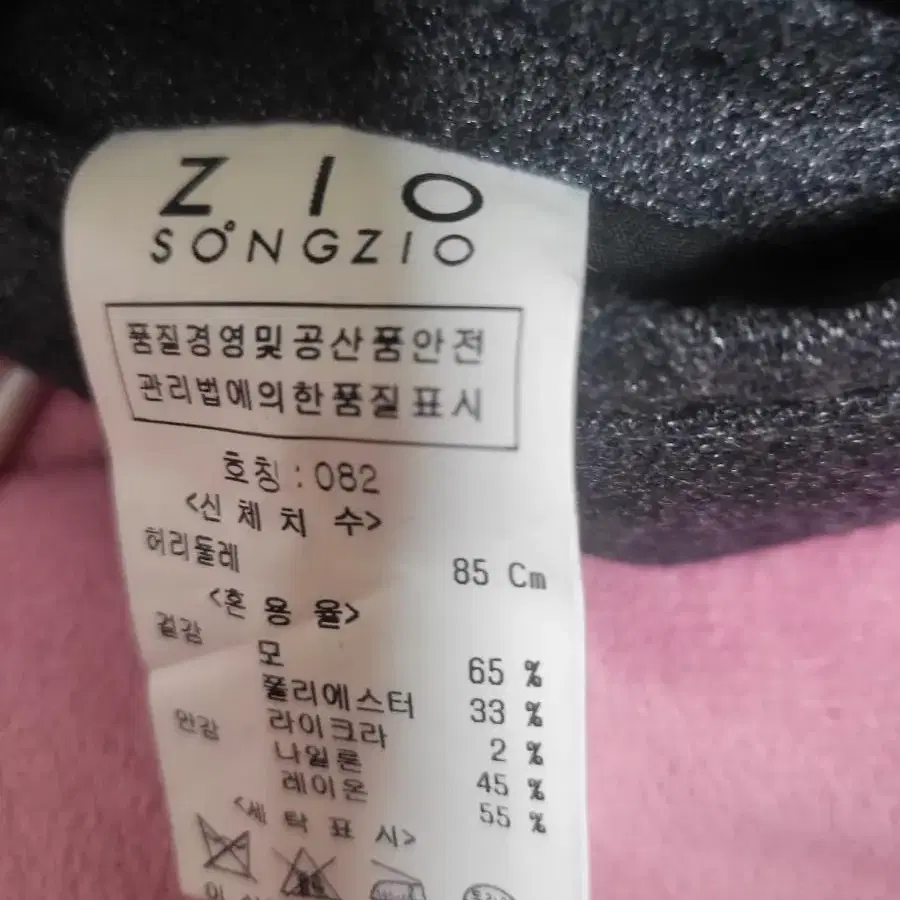 ZIO
SONGZIO
품질경영및공산품안전
관리법에의한품질표시
호칭 : 082
<신 체 치 수>
허리둘레 85 Cm
<혼 용 율>
겉감
모 65 %
폴리에스터 33 %
라이크라 2 %
안감
나일론 45 %
레이온 55 %
<세 탁 표 시>